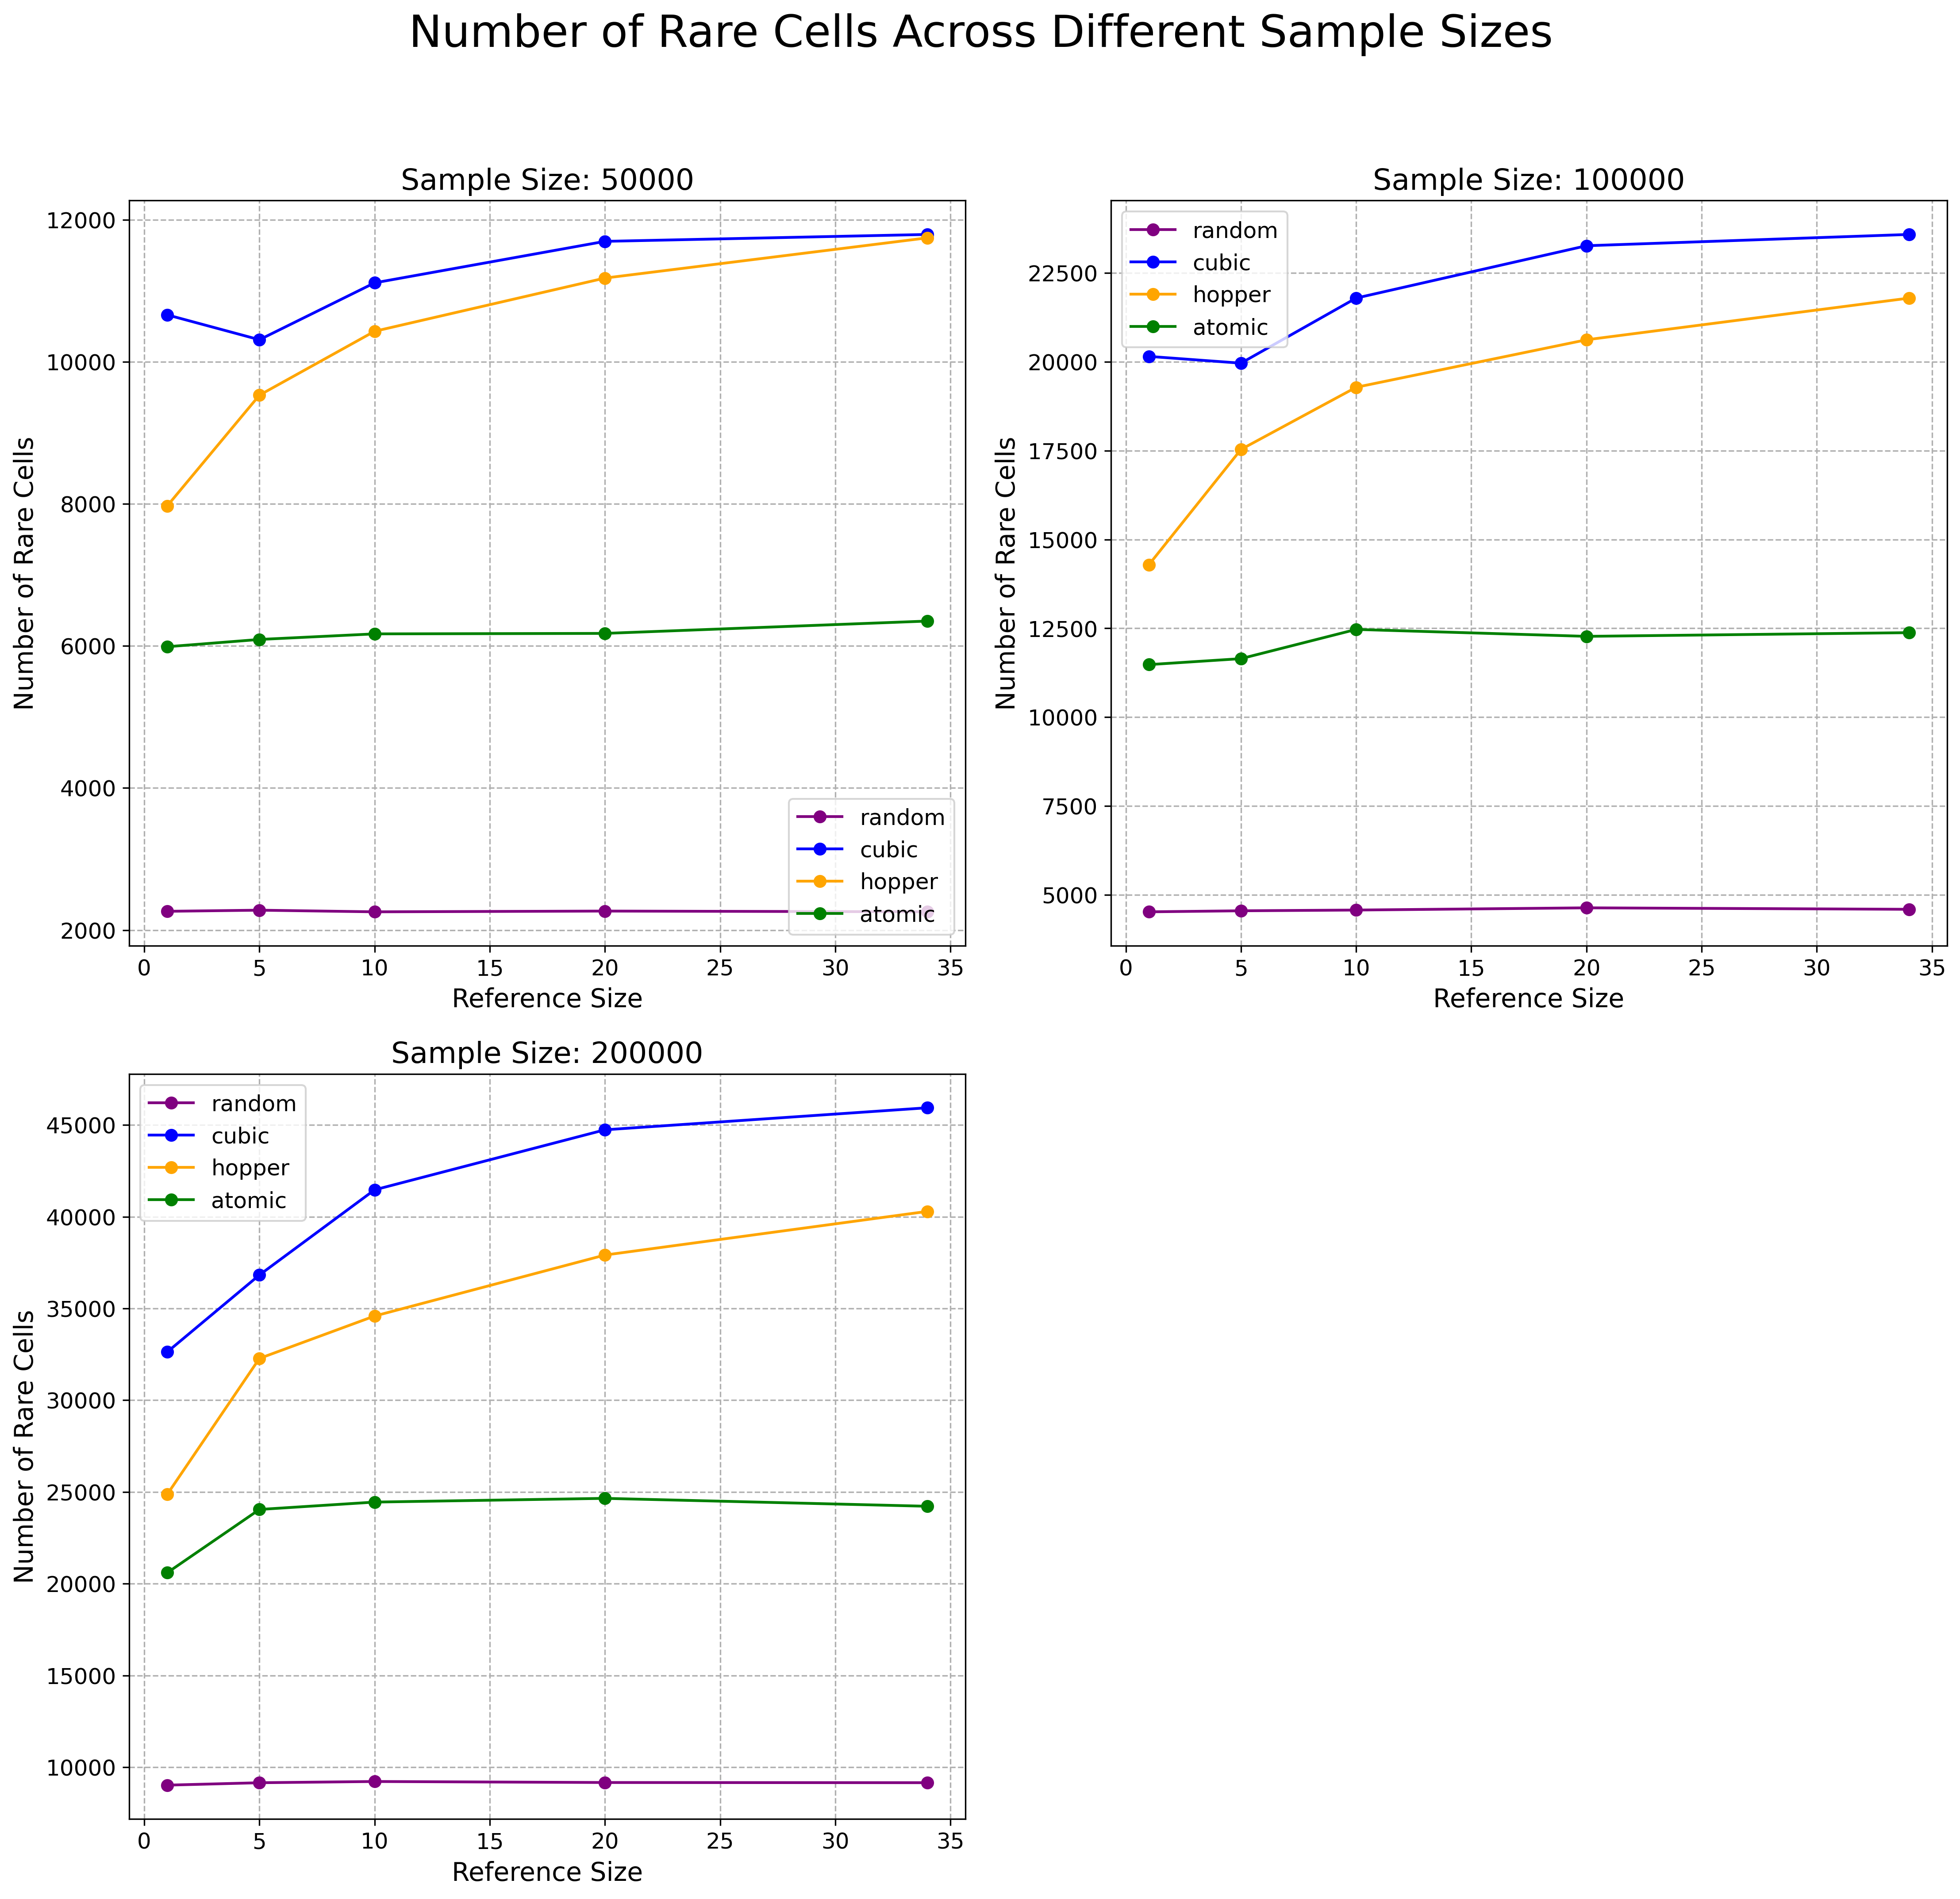 Number of Rare Cells Across Different Sample Sizes
Sample Size: 50000
Number of Rare Cells
12000
10000
8000
6000
4000
2000
random
cubic
hopper
atomic
0 5 10 15 20 25 30 35
Reference Size
Sample Size: 100000
Number of Rare Cells
22500
20000
17500
15000
12500
10000
7500
5000
random
cubic
hopper
atomic
0 5 10 15 20 25 30 35
Reference Size
Sample Size: 200000
Number of Rare Cells
45000
40000
35000
30000
25000
20000
15000
10000
random
cubic
hopper
atomic
0 5 10 15 20 25 30 35
Reference Size